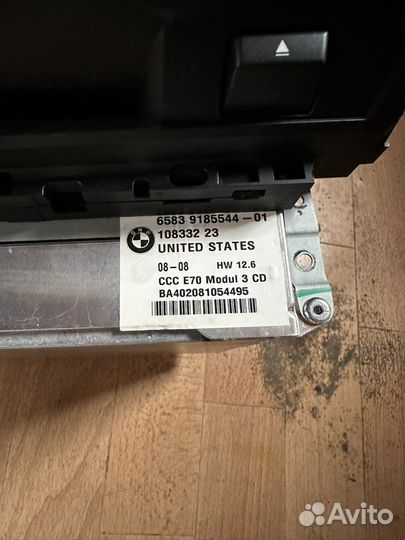 6583 9185544-01
108332 23
UNITED STATES
08-08 HW 12.6
CCC E70 Modul 3 CD
BA402081054495
Avito